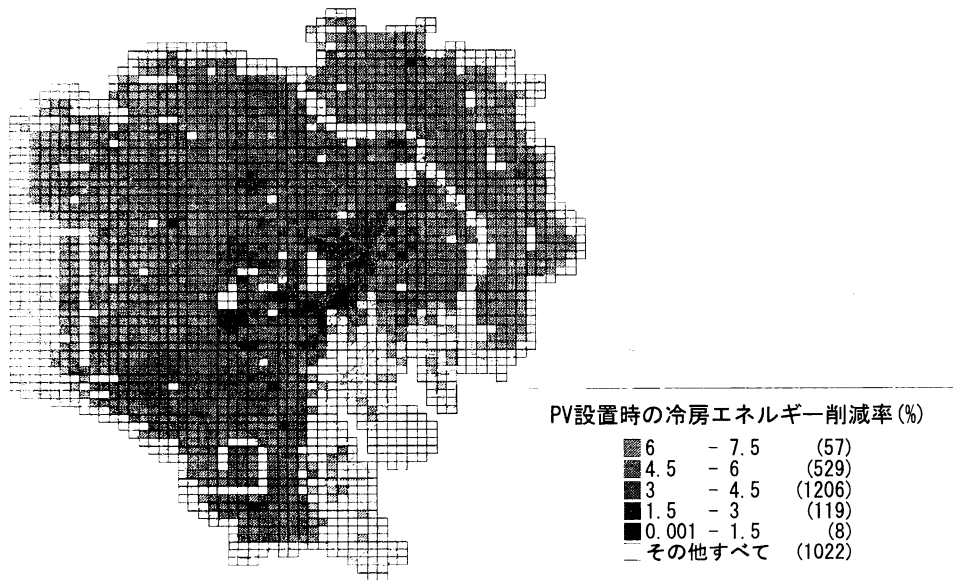 PV設置時の冷房エネルギー削減率(%)
6 - 7.5 (57)
4.5 - 6 (529)
3 - 4.5 (1206)
1.5 - 3 (119)
0.001 - 1.5 (8)
その他すべて (1022)